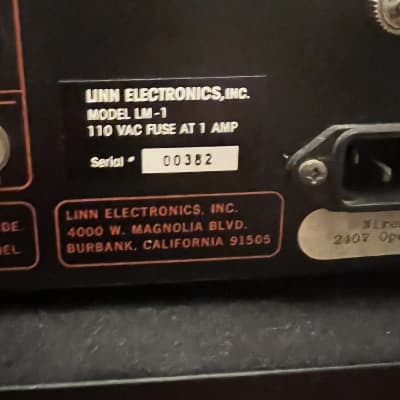 LINN ELECTRONICS, INC.
MODEL LM-1
110 VAC FUSE AT 1 AMP
Serial # 00382
LINN ELECTRONICS, INC.
4000 W. MAGNOLIA BLVD.
BURBANK, CALIFORNIA 91505
2407